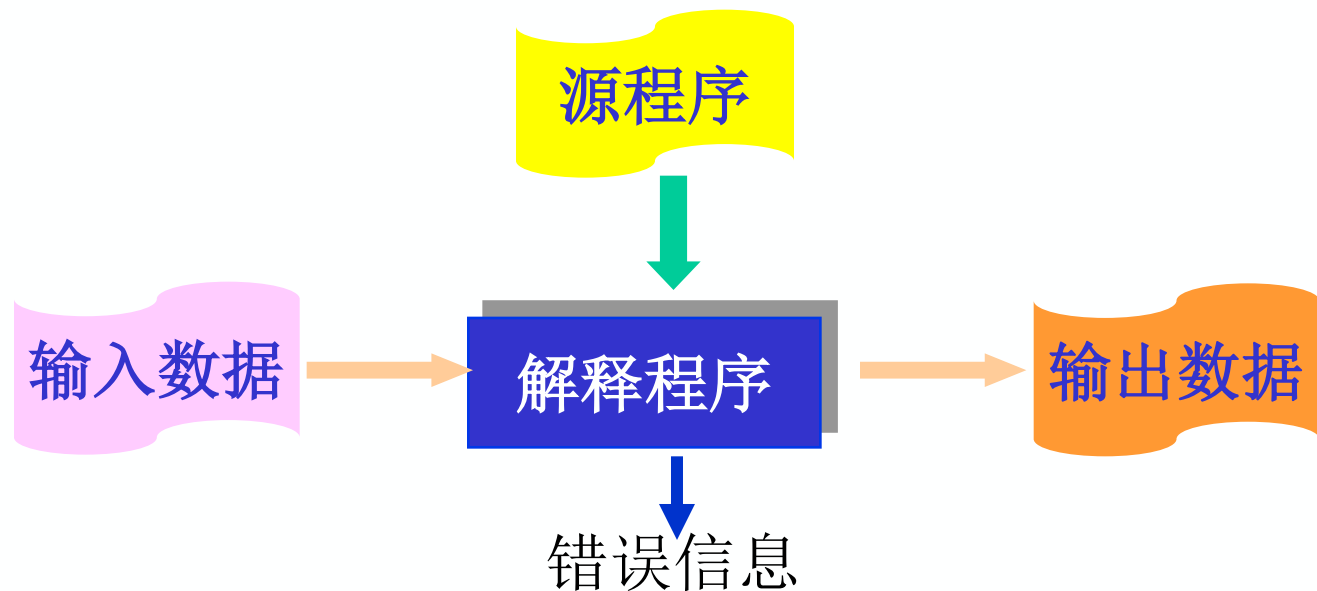 源程序
输入数据
解释程序
输出数据
错误信息